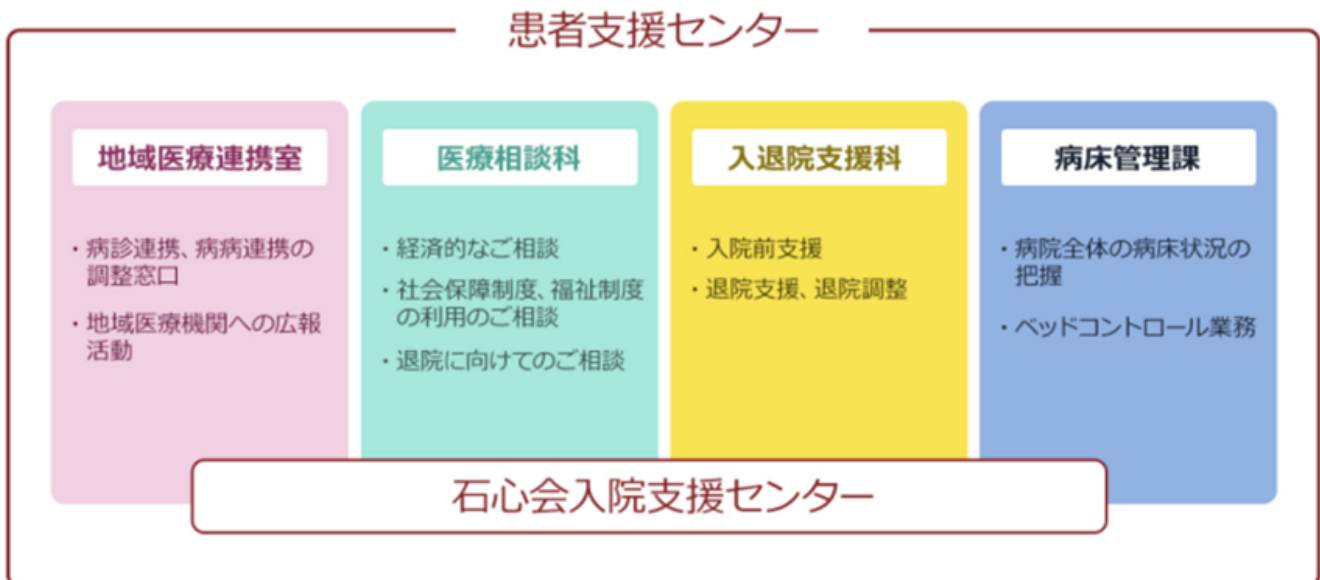 患者支援センター
地域医療連携室
・病診連携、病病連携の
調整窓口
・地域医療機関への広報
活動
医療相談科
・経済的なご相談
・社会保障制度、福祉制度
の利用のご相談
・退院に向けてのご相談
入退院支援科
・入院前支援
・退院支援、退院調整
病床管理課
・病院全体の病床状況の
把握
・ベッドコントロール業務
石心会入院支援センター